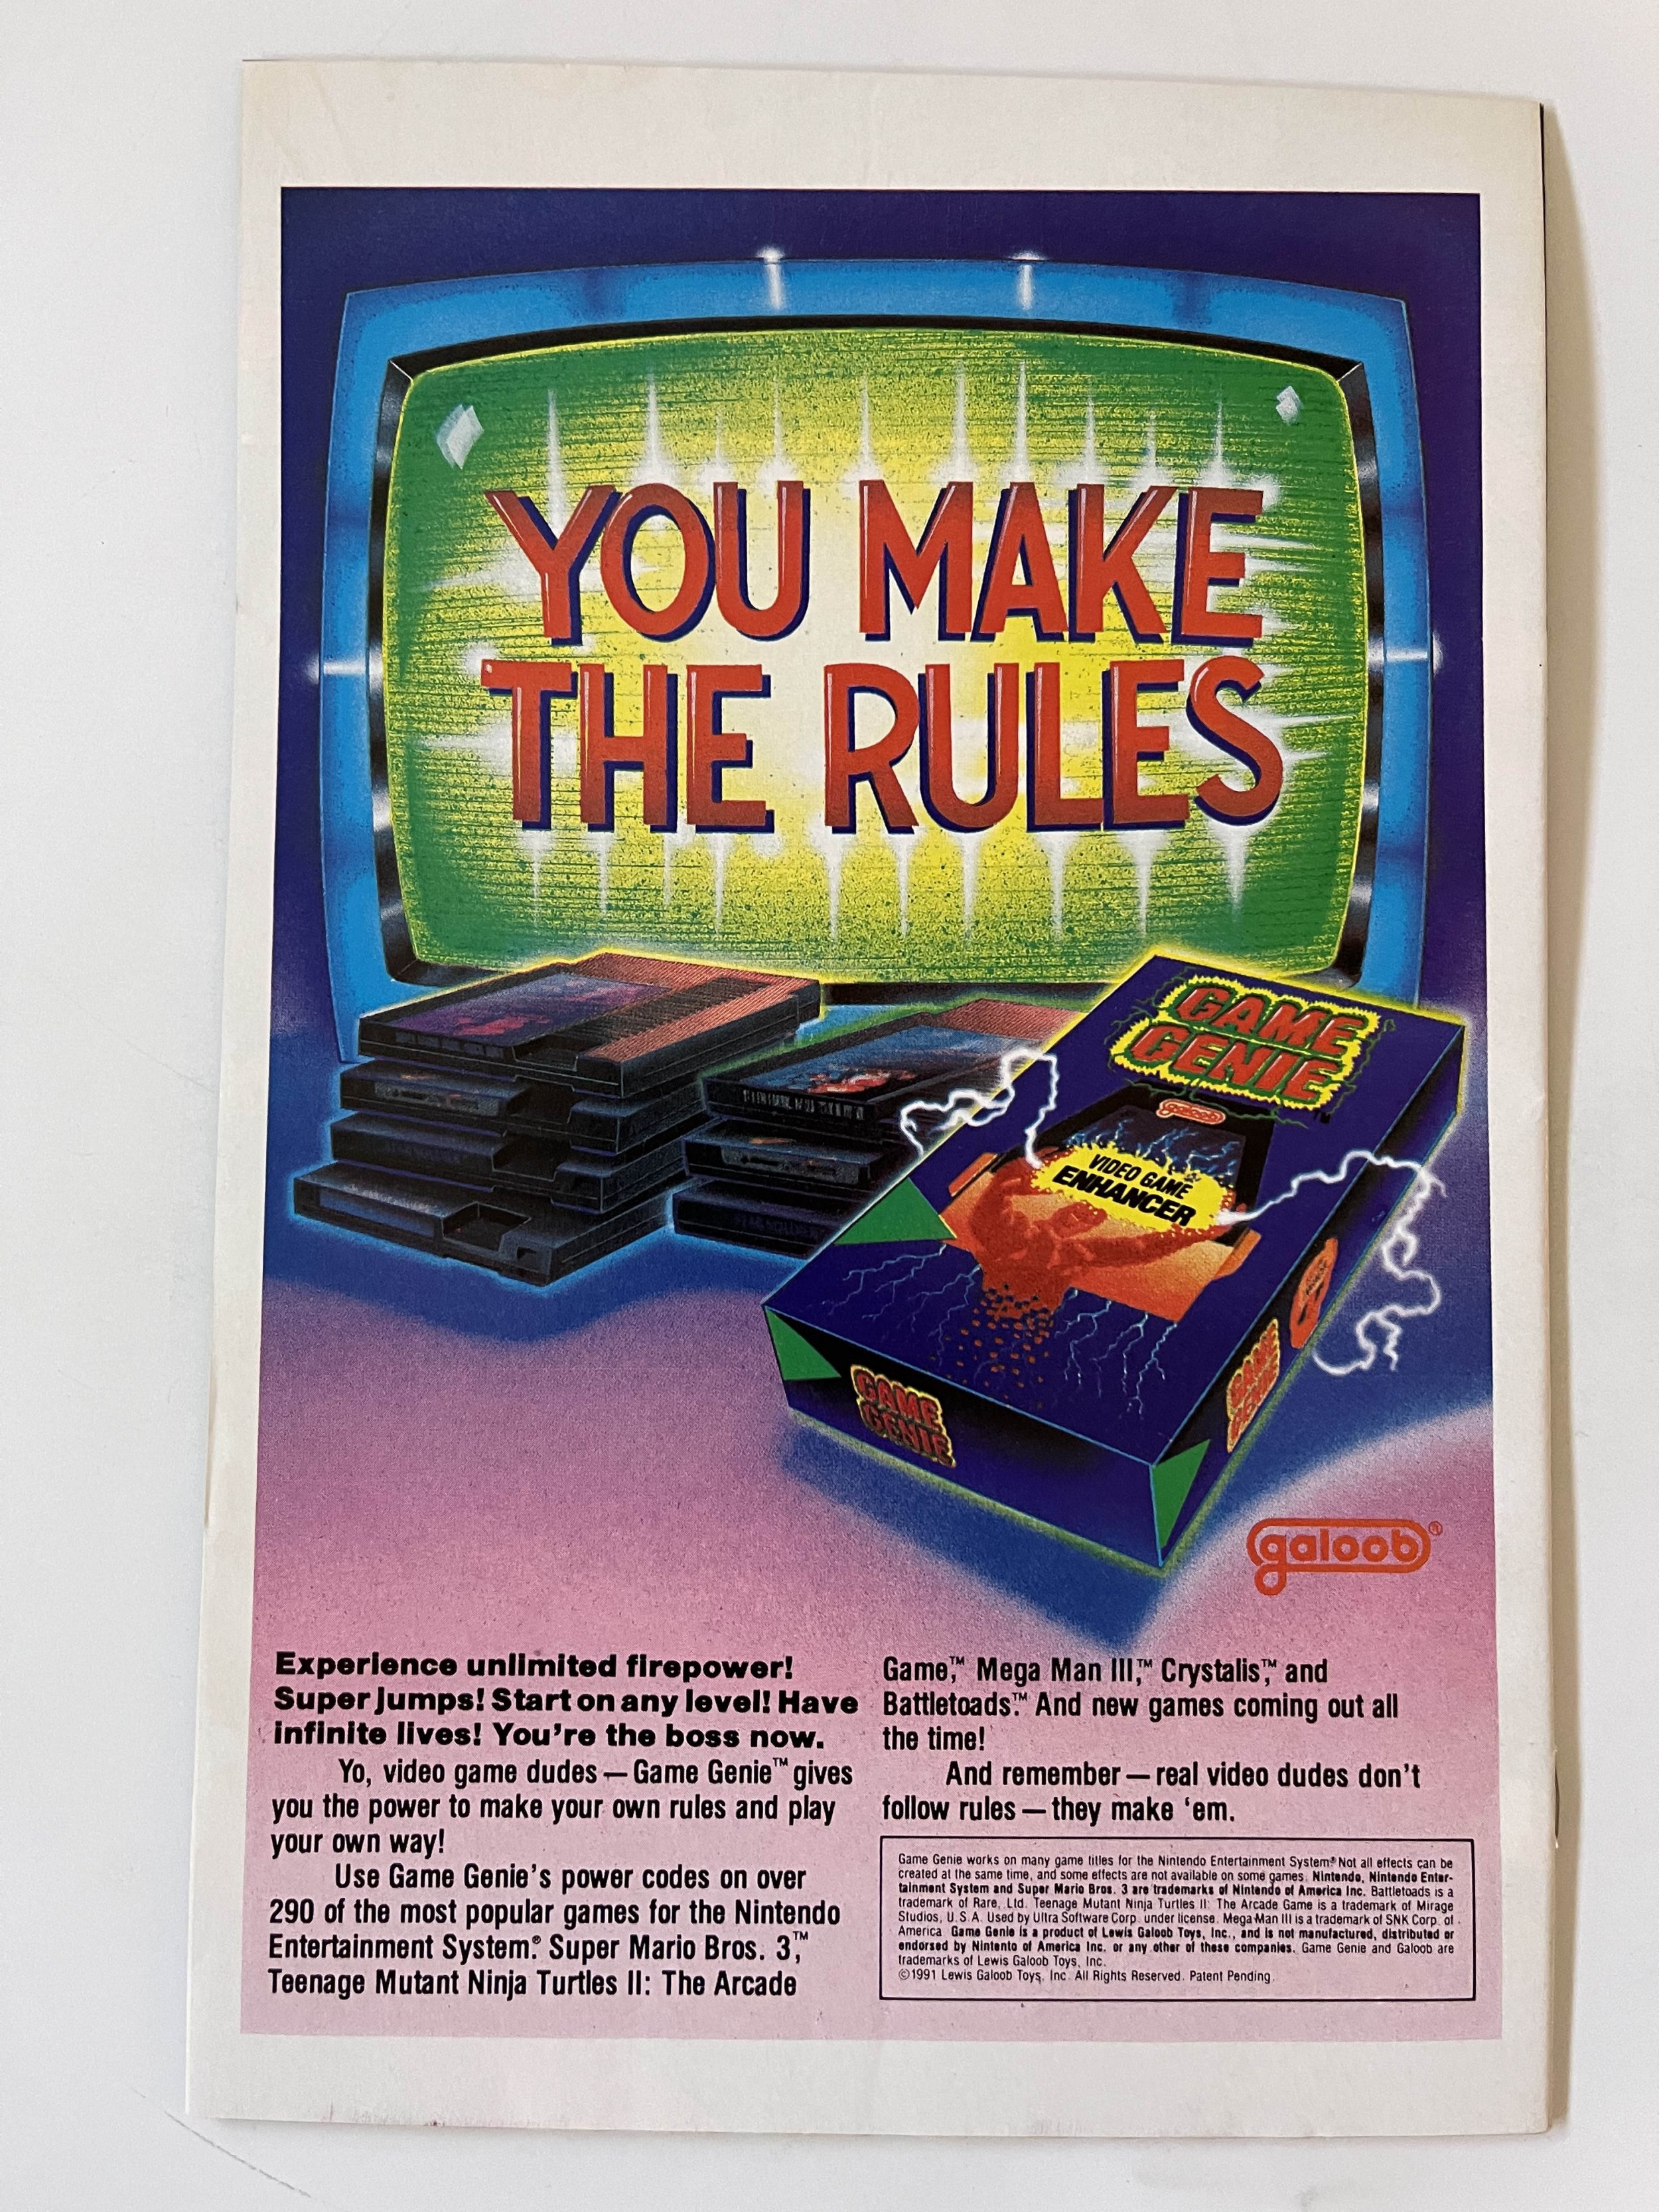 YOU MAKE
THE RULES
GAME
GENIE
galoob
VIDEO GAME
ENHANCER
GAME
GENIE
GAME
GENIE
galoob®
Experience unlimited firepower!
Super Jumps! Start on any level! Have
infinite lives! You're the boss now.
Yo, video game dudes — Game Genie™ gives
you the power to make your own rules and play
your own way!
Use Game Genie's power codes on over
290 of the most popular games for the Nintendo
Entertainment System.® Super Mario Bros. 3,™
Teenage Mutant Ninja Turtles II: The Arcade
Game,™ Mega Man III,™ Crystalis,™ and
Battletoads.™ And new games coming out all
the time!
And remember — real video dudes don't
follow rules — they make 'em.
Game Genie works on many game titles for the Nintendo Entertainment System.® Not all effects can be
created at the same time, and some effects are not available on some games. Nintendo, Nintendo Enter-
tainment System and Super Mario Bros. 3 are trademarks of Nintendo of America Inc. Battletoads is a
trademark of Rare, Ltd. Teenage Mutant Ninja Turtles II: The Arcade Game is a trademark of Mirage
Studios, U.S.A. Used by Ultra Software Corp. under license. Mega Man III is a trademark of SNK Corp. of
America. Game Genie is a product of Lewis Galoob Toys, Inc., and is not manufactured, distributed or
endorsed by Nintento of America Inc. or any other of these companies. Game Genie and Galoob are
trademarks of Lewis Galoob Toys, Inc.
©1991 Lewis Galoob Toys, Inc. All Rights Reserved. Patent Pending.